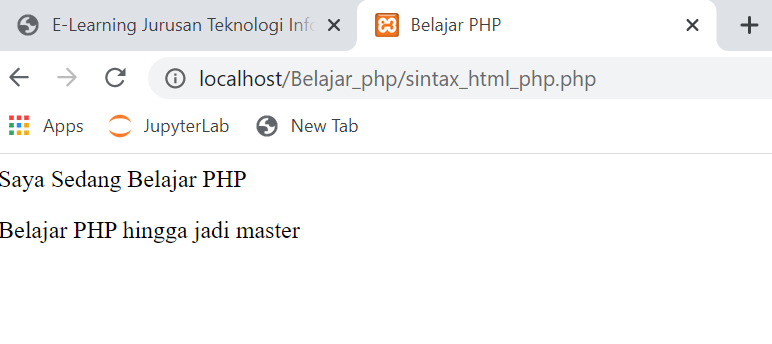 E-Learning Jurusan Teknologi Info
Belajar PHP
localhost/Belajar_php/sintax_html_php.php
Apps
JupyterLab
New Tab
Saya Sedang Belajar PHP
Belajar PHP hingga jadi master